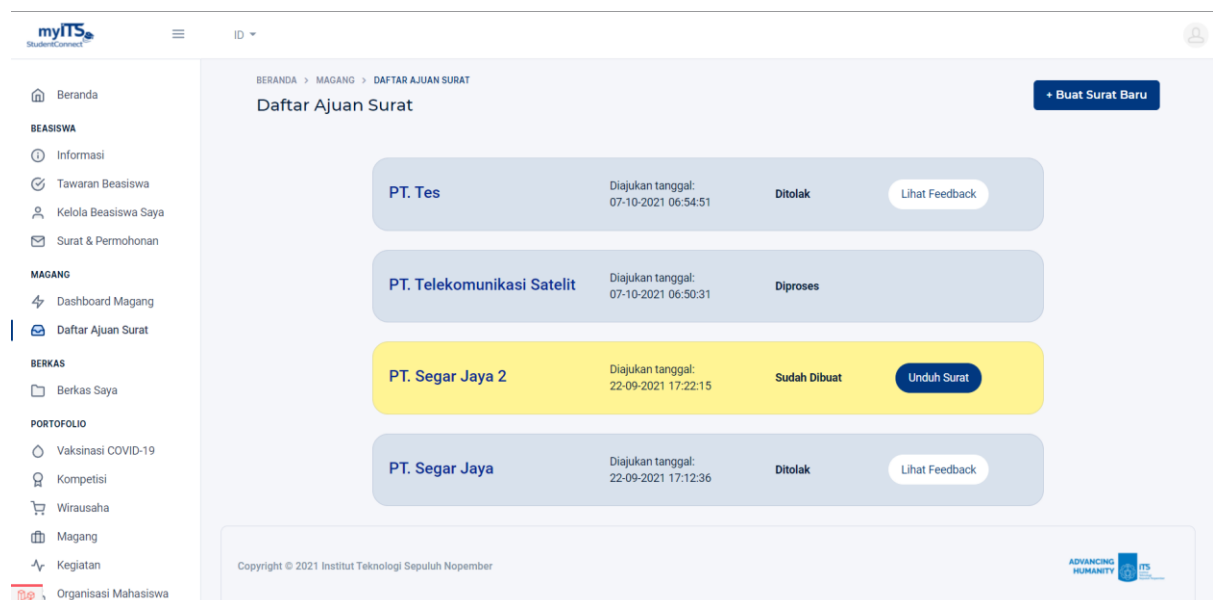 myITS
StudentConnect
ID
Beranda
BEASISWA
Informasi
Tawaran Beasiswa
Kelola Beasiswa Saya
Surat & Permohonan
MAGANG
Dashboard Magang
Daftar Ajuan Surat
BERKAS
Berkas Saya
PORTOFOLIO
Vaksinasi COVID-19
Kompetisi
Wirausaha
Magang
Kegiatan
Organisasi Mahasiswa
BERANDA > MAGANG > DAFTAR AJUAN SURAT
Daftar Ajuan Surat
+ Buat Surat Baru
PT. Tes
Diajukan tanggal:
07-10-2021 06:54:51
Ditolak
Lihat Feedback
PT. Telekomunikasi Satelit
Diajukan tanggal:
07-10-2021 06:50:31
Diproses
PT. Segar Jaya 2
Diajukan tanggal:
22-09-2021 17:22:15
Sudah Dibuat
Unduh Surat
PT. Segar Jaya
Diajukan tanggal:
22-09-2021 17:12:36
Ditolak
Lihat Feedback
Copyright © 2021 Institut Teknologi Sepuluh Nopember
ADVANCING
HUMANITY
ITS